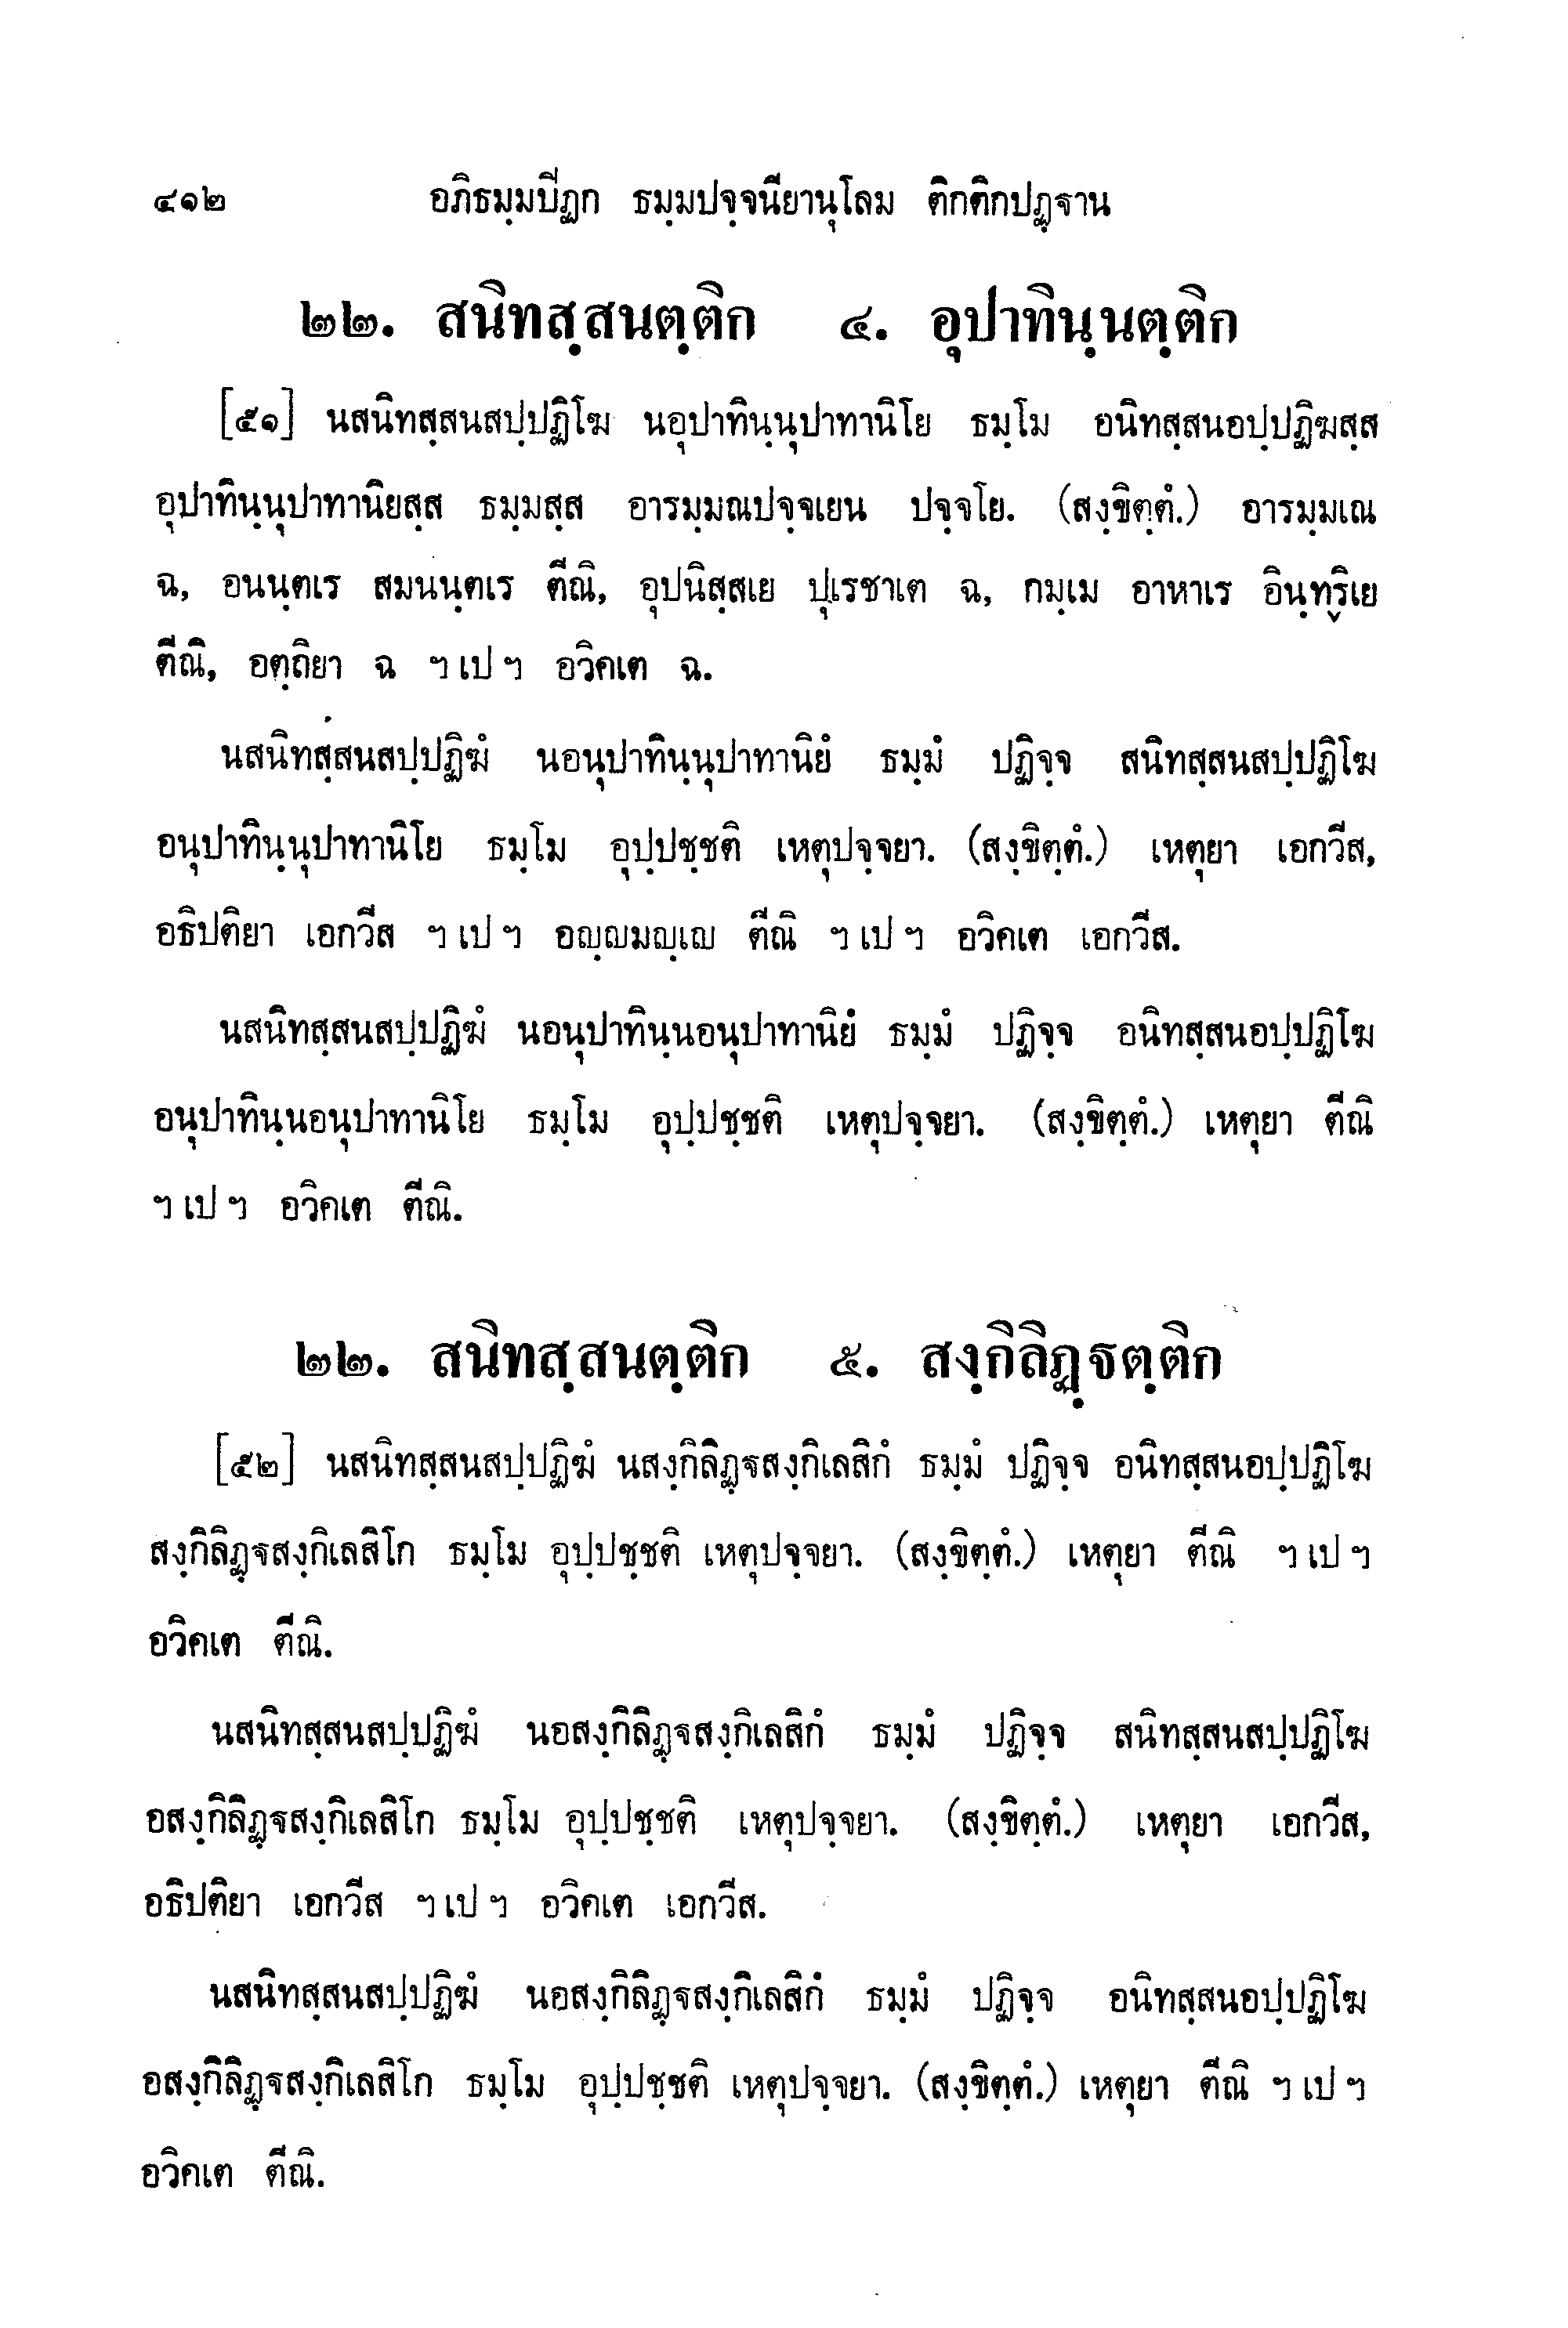 ๔๑๒ อภิธมฺมปีฏก ธมฺมปจฺจนียานุโลม ติกติกปฏฺฐาน
๒๒. สนิทสฺสนตฺติก ๔. อุปาทินฺนตฺติก
[๕๑] นสนิทสฺสนสปฺปฏิโฆ นอุปาทินฺนุปาทานิโย ธมฺโม อนิทสฺสนอปฺปฏิฆสฺส
อุปาทินฺนุปาทานิยสฺส ธมฺมสฺส อารมฺมณปจฺจเยน ปจฺจโย. (สงฺขิตฺตํ.) อารมฺมเณ
ฉ, อนนฺตเร สมนนฺตเร ตีณิ, อุปนิสฺสเย ปุเรชาเต ฉ, กมฺเม อาหาเร อินฺทฺริเย
ตีณิ, อตฺถิยา ฉ ฯ เป ฯ อวิคเต ฉ.
นสนิทสฺสนสปฺปฏิฆํ นอนุปาทินฺนุปาทานิยํ ธมฺมํ ปฏิจฺจ สนิทสฺสนสปฺปฏิโฆ
อนุปาทินฺนุปาทานิโย ธมฺโม อุปฺปชฺชติ เหตุปจฺจยา. (สงฺขิตฺตํ.) เหตุยา เอกวีส,
อธิปติยา เอกวีส ฯ เป ฯ อญฺญมญฺเญ ตีณิ ฯ เป ฯ อวิคเต เอกวีส.
นสนิทสฺสนสปฺปฏิฆํ นอนุปาทินฺนอนุปาทานิยํ ธมฺมํ ปฏิจฺจ อนิทสฺสนอปฺปฏิโฆ
อนุปาทินฺนอนุปาทานิโย ธมฺโม อุปฺปชฺชติ เหตุปจฺจยา. (สงฺขิตฺตํ.) เหตุยา ตีณิ
ฯ เป ฯ อวิคเต ตีณิ.
๒๒. สนิทสฺสนตฺติก ๕. สงฺกิลิฏฺฐตฺติก
[๕๒] นสนิทสฺสนสปฺปฏิฆํ นสงฺกิลิฏฺฐสงฺกิเลสิกํ ธมฺมํ ปฏิจฺจ อนิทสฺสนอปฺปฏิโฆ
สงฺกิลิฏฺฐสงฺกิเลสิโก ธมฺโม อุปฺปชฺชติ เหตุปจฺจยา. (สงฺขิตฺตํ.) เหตุยา ตีณิ ฯ เป ฯ
อวิคเต ตีณิ.
นสนิทสฺสนสปฺปฏิฆํ นอสงฺกิลิฏฺฐสงฺกิเลสิกํ ธมฺมํ ปฏิจฺจ สนิทสฺสนสปฺปฏิโฆ
อสงฺกิลิฏฺฐสงฺกิเลสิโก ธมฺโม อุปฺปชฺชติ เหตุปจฺจยา. (สงฺขิตฺตํ.) เหตุยา เอกวีส,
อธิปติยา เอกวีส ฯ เป ฯ อวิคเต เอกวีส.
นสนิทสฺสนสปฺปฏิฆํ นอสงฺกิลิฏฺฐสงฺกิเลสิกํ ธมฺมํ ปฏิจฺจ อนิทสฺสนอปฺปฏิโฆ
อสงฺกิลิฏฺฐสงฺกิเลสิโก ธมฺโม อุปฺปชฺชติ เหตุปจฺจยา. (สงฺขิตฺตํ.) เหตุยา ตีณิ ฯ เป ฯ
อวิคเต ตีณิ.